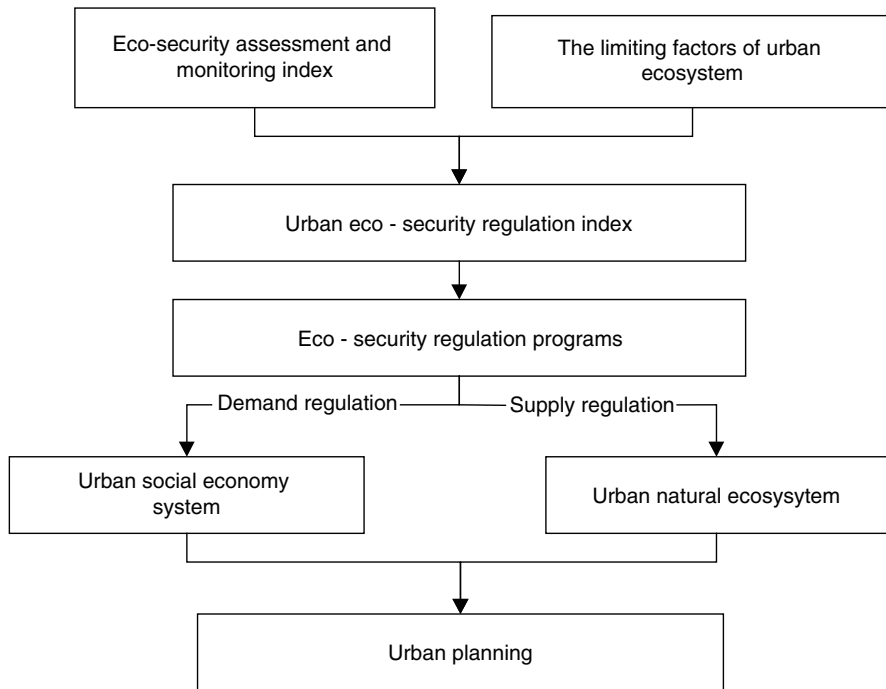 Eco-security assessment and
monitoring index
The limiting factors of urban
ecosystem
Urban eco - security regulation index
Eco - security regulation programs
Demand regulation
Supply regulation
Urban social economy
system
Urban natural ecosysytem
Urban planning